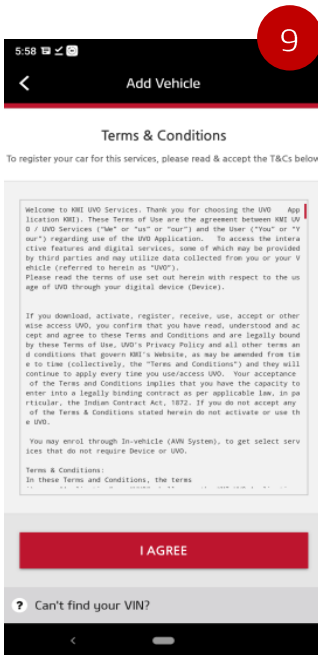 9
5:58
Add Vehicle
Terms & Conditions
To register your car for this services, please read & accept the T&Cs below
Welcome to KMI UVO Services. Thank you for choosing the UVO App
lication KMI). These Terms of Use are the agreement between KMI UV
O / UVO Services ("We" or "us" or "our") and the User ("You" or "Y
our") regarding use of the UVO Application. To access the intera
ctive features and digital services, some of which may be provided
by third parties and may utilize data collected from you or your V
ehicle (referred to herein as "UVO").
Please read the terms of use set out herein with respect to the us
age of UVO through your digital device (Device).
If you download, activate, register, receive, use, accept or other
wise access UVO, you confirm that you have read, understood and ac
cept and agree to these Terms and Conditions and are legally bound
by these Terms of Use, UVO's Privacy Policy and all other terms an
d conditions that govern KMI's Website, as may be amended from tim
e to time (collectively, the "Terms and Conditions") and they will
continue to apply every time you use/access UVO. Your acceptance
of the Terms and Conditions implies that you have the capacity to
enter into a legally binding contract as per applicable law, in pa
rticular, the Indian Contract Act, 1872. If you do not accept any
of the Terms & Conditions stated herein do not activate or use th
e UVO.
You may enrol through In-vehicle (AVN System), to get select serv
ices that do not require Device or UVO.
Terms & Conditions:
In these Terms and Conditions, the terms
I AGREE
? Can't find your VIN?